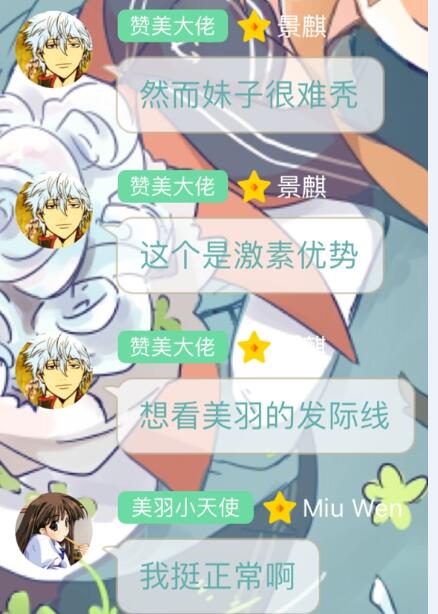 赞美大佬 景麒
然而妹子很难秃
赞美大佬 景麒
这个是激素优势
赞美大佬 麒
想看美羽的发际线
美羽小天使 Miu Wen
我挺正常啊